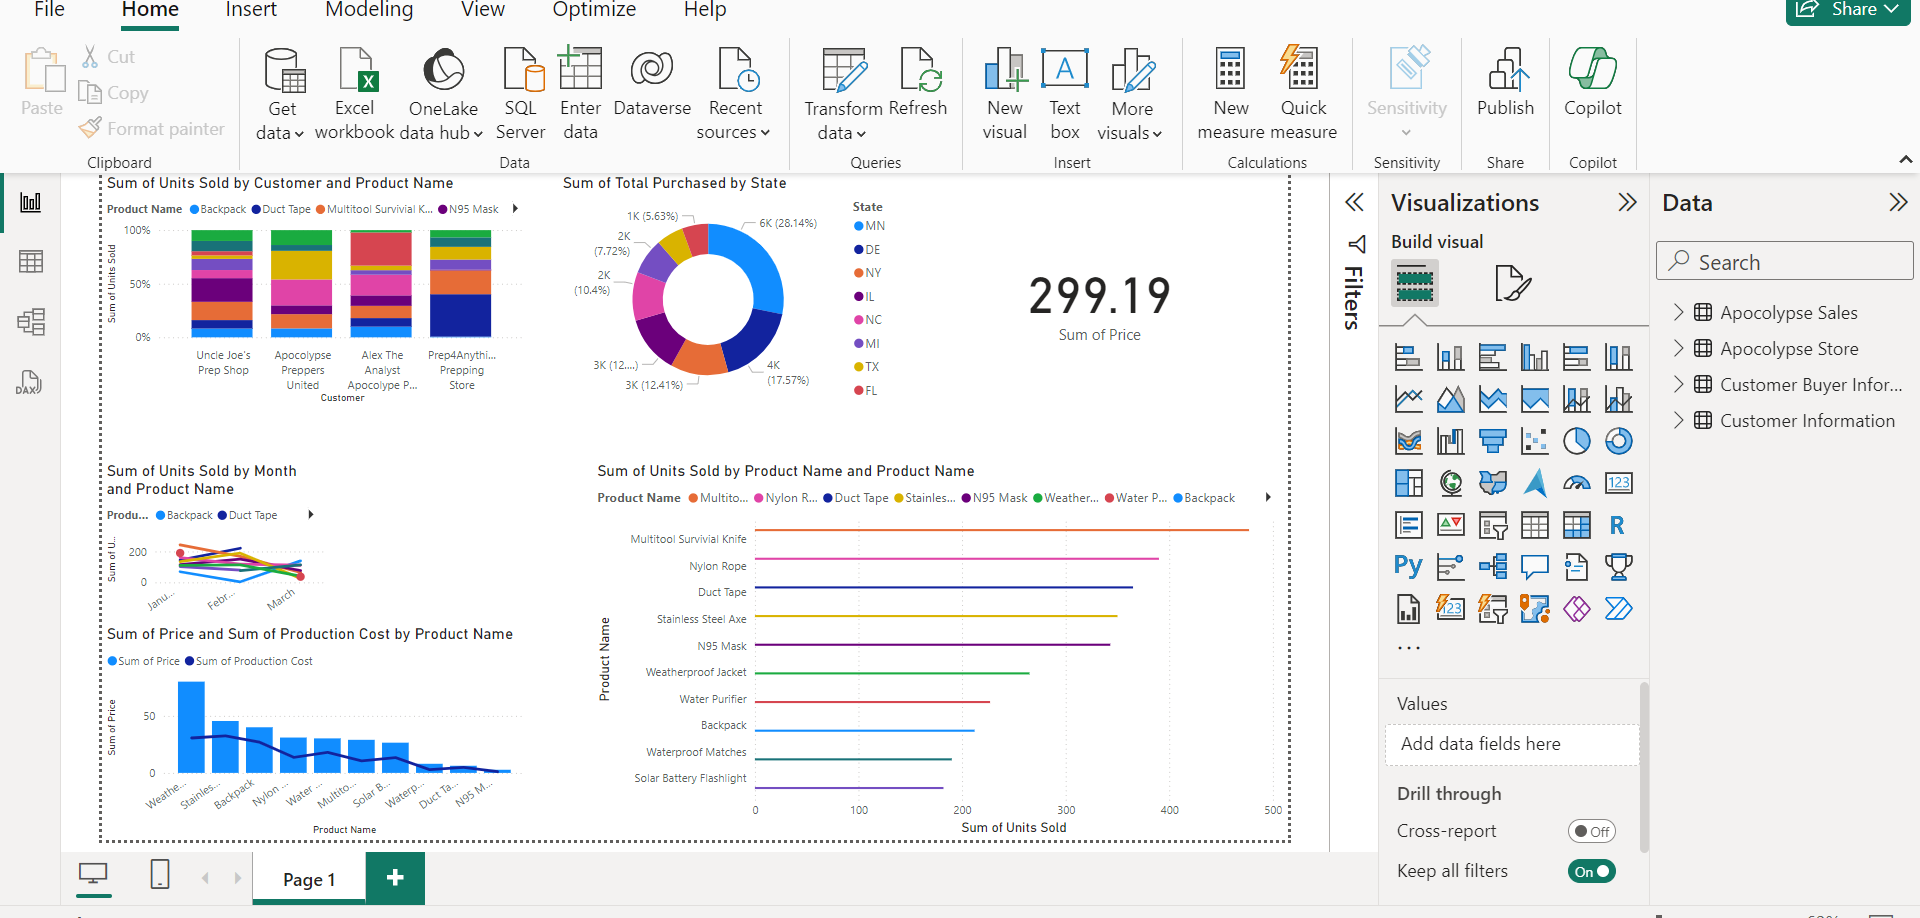 File Home Insert Modeling View Optimize Help Share
Paste
Cut
Copy
Format painter
Clipboard
Get data
Excel workbook
OneLake data hub
SQL Server
Enter data
Dataverse
Recent sources
Data
Transform data
Refresh
Queries
New visual
Text box
More visuals
Insert
New measure
Quick measure
Calculations
Sensitivity
Sensitivity
Publish
Share
Copilot
Copilot
Sum of Units Sold by Customer and Product Name
Product Name Backpack Duct Tape Multitool Survivial K... N95 Mask
Sum of Units Sold
100%
50%
0%
Uncle Joe's Prep Shop
Apocolypse Preppers United
Alex The Analyst Apocolype P...
Prep4Anythi... Prepping Store
Customer
Sum of Total Purchased by State
1K (5.63%)
6K (28.14%)
2K (7.72%)
2K (10.4%)
3K (12....)
3K (12.41%)
4K (17.57%)
State
MN
DE
NY
IL
NC
MI
TX
FL
299.19
Sum of Price
Sum of Units Sold by Month
and Product Name
Produ... Backpack Duct Tape
Sum of U...
200
0
Janu... Febr... March
Sum of Price and Sum of Production Cost by Product Name
Sum of Price Sum of Production Cost
Sum of Price
50
0
Weathe... Stainles... Backpack Nylon ... Water ... Multito... Solar B... Waterp... Duct Ta... N95 M...
Product Name
Sum of Units Sold by Product Name and Product Name
Product Name Multito... Nylon R... Duct Tape Stainles... N95 Mask Weather... Water P... Backpack
Product Name
Multitool Survivial Knife
Nylon Rope
Duct Tape
Stainless Steel Axe
N95 Mask
Weatherproof Jacket
Water Purifier
Backpack
Waterproof Matches
Solar Battery Flashlight
0 100 200 300 400 500
Sum of Units Sold
Filters
Visualizations
Build visual
123
R
Py
123
...
Values
Add data fields here
Drill through
Cross-report Off
Keep all filters On
Data
Search
Apocolypse Sales
Apocolypse Store
Customer Buyer Infor...
Customer Information
DAX
Page 1